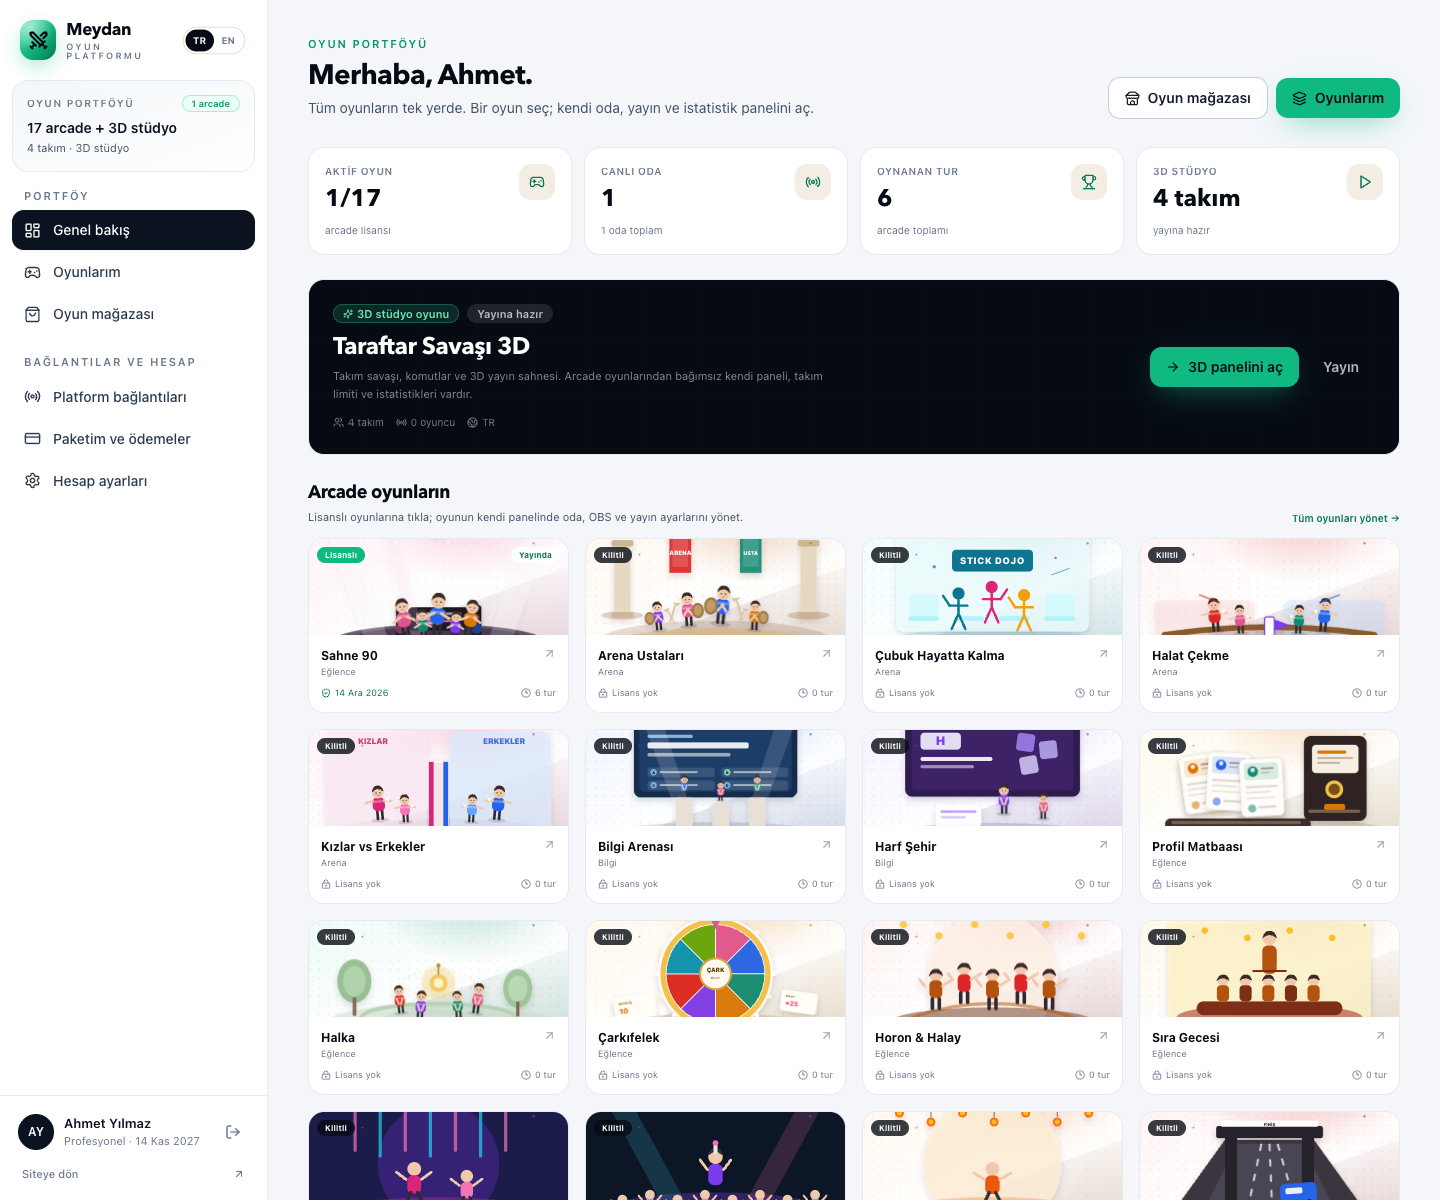 Meydan
OYUN
PLATFORMU
TR EN
OYUN PORTFÖYÜ
1 arcade
17 arcade + 3D stüdyo
4 takım · 3D stüdyo
PORTFÖY
Genel bakış
Oyunlarım
Oyun mağazası
BAĞLANTILAR VE HESAP
Platform bağlantıları
Paketim ve ödemeler
Hesap ayarları
AY
Ahmet Yılmaz
Profesyonel · 14 Kas 2027
Siteye dön
OYUN PORTFÖYÜ
Merhaba, Ahmet.
Tüm oyunların tek yerde. Bir oyun seç; kendi oda, yayın ve istatistik panelini aç.
Oyun mağazası
Oyunlarım
AKTİF OYUN
1/17
arcade lisansı
CANLI ODA
1
1 oda toplam
OYNANAN TUR
6
arcade toplamı
3D STÜDYO
4 takım
yayına hazır
3D stüdyo oyunu
Yayına hazır
Taraftar Savaşı 3D
Takım savaşı, komutlar ve 3D yayın sahnesi. Arcade oyunlarından bağımsız kendi paneli, takım
limiti ve istatistikleri vardır.
4 takım
0 oyuncu
TR
3D panelini aç
Yayın
Arcade oyunların
Lisanslı oyunlarına tıkla; oyunun kendi panelinde oda, OBS ve yayın ayarlarını yönet.
Tüm oyunları yönet →
Lisanslı
Yayında
Sahne 90
Eğlence
14 Ara 2026
6 tur
Kilitli
ARENA
USTA
Arena Ustaları
Arena
Lisans yok
0 tur
Kilitli
STICK DOJO
Çubuk Hayatta Kalma
Arena
Lisans yok
0 tur
Kilitli
Halat Çekme
Arena
Lisans yok
0 tur
Kilitli
KIZLAR
ERKEKLER
Kızlar vs Erkekler
Arena
Lisans yok
0 tur
Kilitli
Bilgi Arenası
Bilgi
Lisans yok
0 tur
Kilitli
H
Harf Şehir
Bilgi
Lisans yok
0 tur
Kilitli
Profil Matbaası
Eğlence
Lisans yok
0 tur
Kilitli
Halka
Eğlence
Lisans yok
0 tur
Kilitli
ÇARK
10
+25
Çarkıfelek
Eğlence
Lisans yok
0 tur
Kilitli
Horon & Halay
Eğlence
Lisans yok
0 tur
Kilitli
Sıra Gecesi
Eğlence
Lisans yok
0 tur
Kilitli
Kilitli
Kilitli
Kilitli